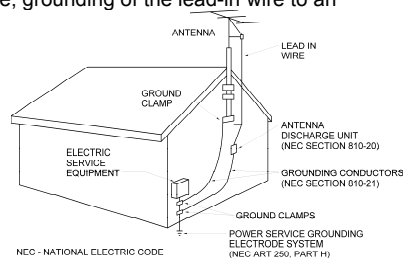 e, grounding of the lead-in wire to an
ANTENNA
LEAD IN
WIRE
GROUND
CLAMP
ANTENNA
DISCHARGE UNIT
(NEC SECTION 810-20)
ELECTRIC
SERVICE
EQUIPMENT
GROUNDING CONDUCTORS
(NEC SECTION 810-21)
GROUND CLAMPS
POWER SERVICE GROUNDING
ELECTRODE SYSTEM
(NEC ART 250, PART H)
NEC - NATIONAL ELECTRIC CODE